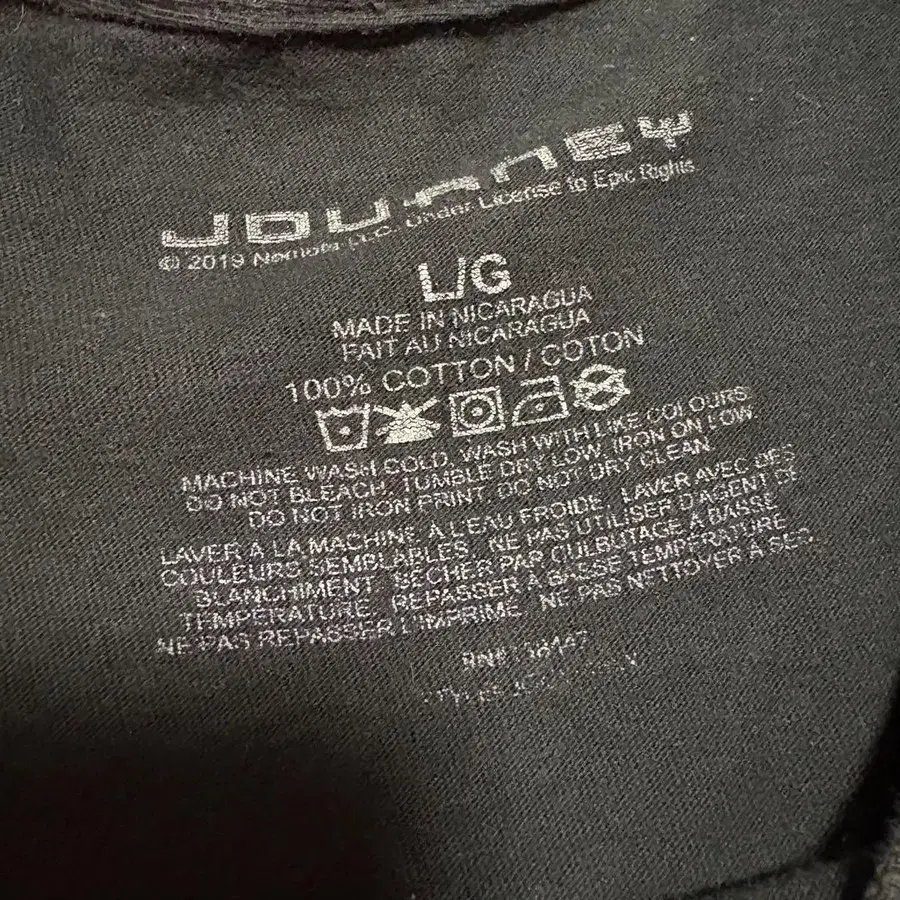 JOURNEY
© 2019 Nomota LLC. Under License to Epic Rights
L/G
MADE IN NICARAGUA
FAIT AU NICARAGUA
100% COTTON / COTON
MACHINE WASH COLD, WASH WITH LIKE COLOURS
DO NOT BLEACH, TUMBLE DRY LOW, IRON ON LOW
DO NOT IRON PRINT, DO NOT DRY CLEAN.
LAVER A LA MACHINE A L'EAU FROIDE, LAVER AVEC DES
COULEURS SEMBLABLES. NE PAS UTILISER D'AGENT DE
BLANCHIMENT. SECHER PAR CULBUTAGE A BASSE
TEMPERATURE. REPASSER A BASSE TEMPERATURE
NE PAS REPASSER L'IMPRIME NE PAS NETTOYER A SEC.
RN#